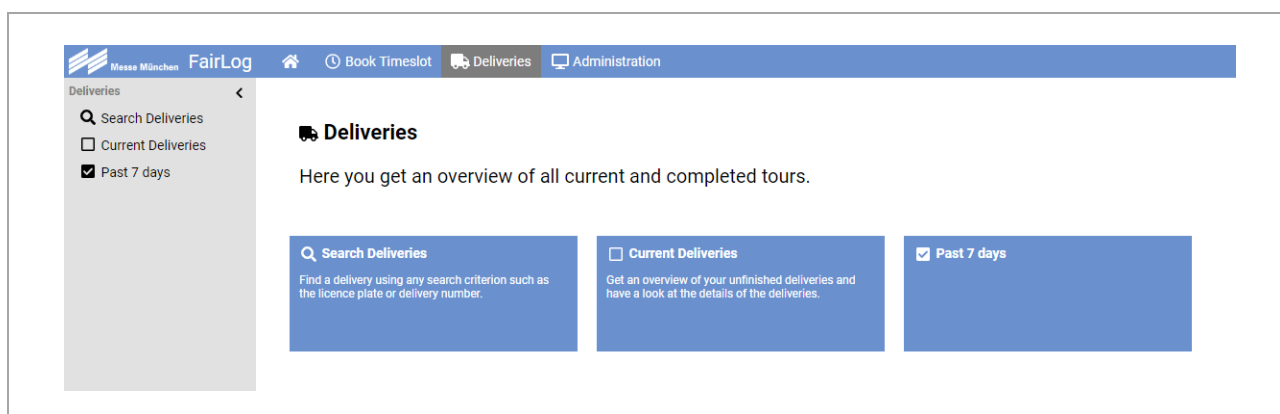 Messe München FairLog Book Timeslot Deliveries Administration
Deliveries
Search Deliveries
Current Deliveries
Past 7 days
Deliveries
Here you get an overview of all current and completed tours.
Search Deliveries
Find a delivery using any search criterion such as
the licence plate or delivery number.
Current Deliveries
Get an overview of your unfinished deliveries and
have a look at the details of the deliveries.
Past 7 days